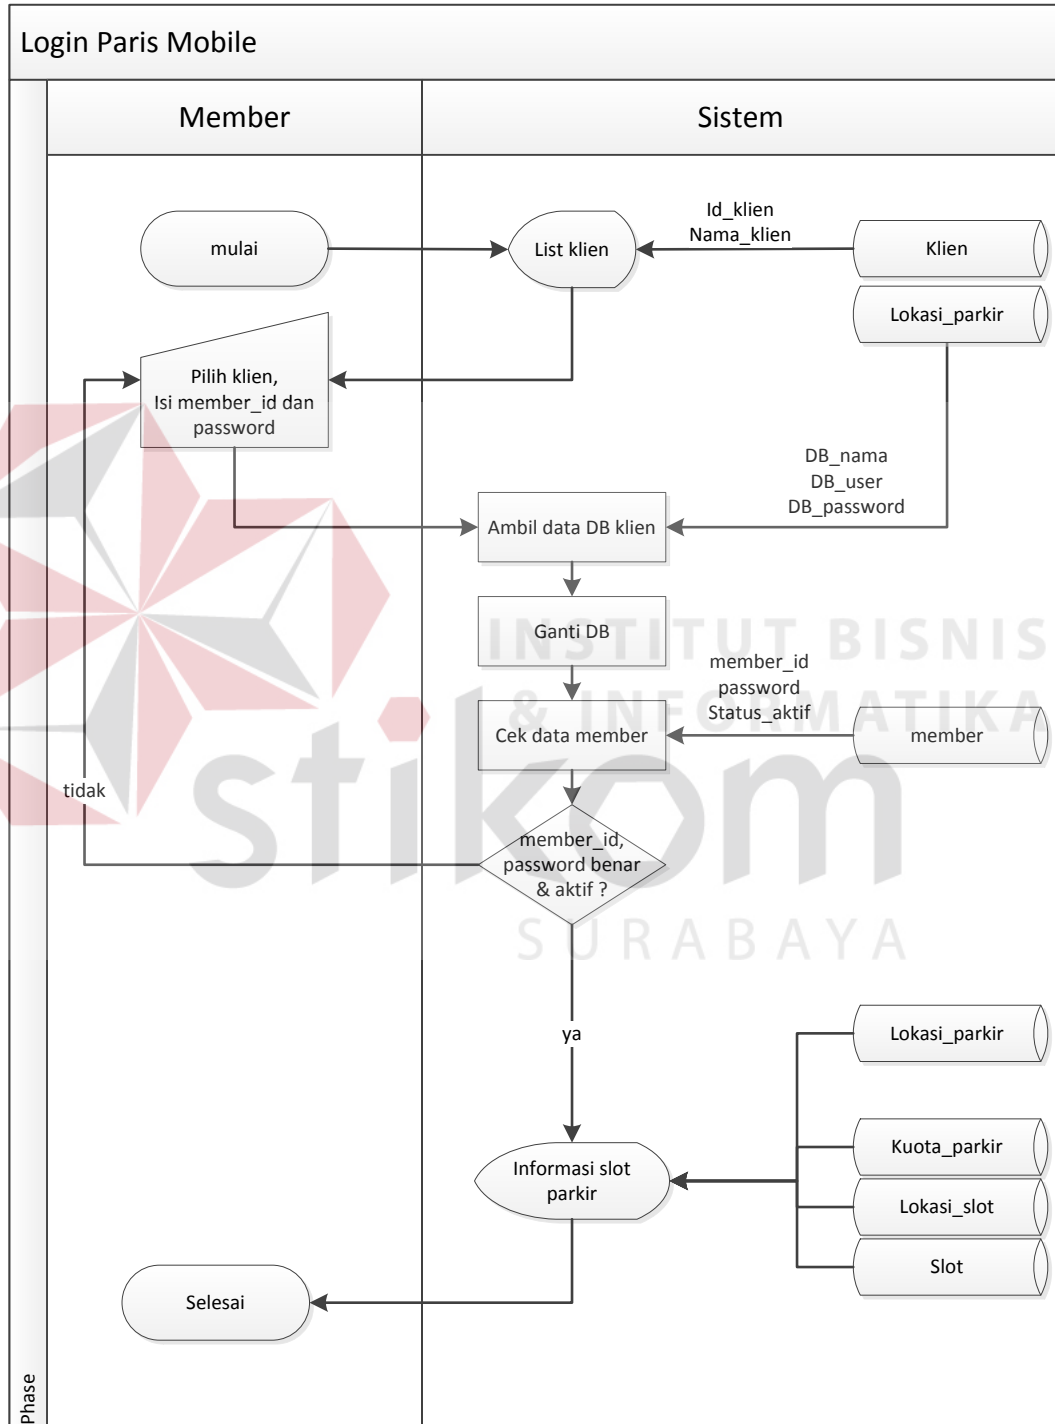 Login Paris Mobile
Member
Sistem
mulai
List klien
Id_klien
Nama_klien
Klien
Lokasi_parkir
Pilih klien,
Isi member_id dan
password
DB_nama
DB_user
DB_password
Ambil data DB klien
Ganti DB
INSTITUT BISNIS
& INFORMATIKA
member_id
password
Status_aktif
Cek data member
member
stikom
tidak
member_id,
password benar
& aktif ?
SURABAYA
ya
Lokasi_parkir
Kuota_parkir
Informasi slot
parkir
Lokasi_slot
Slot
Selesai
Phase